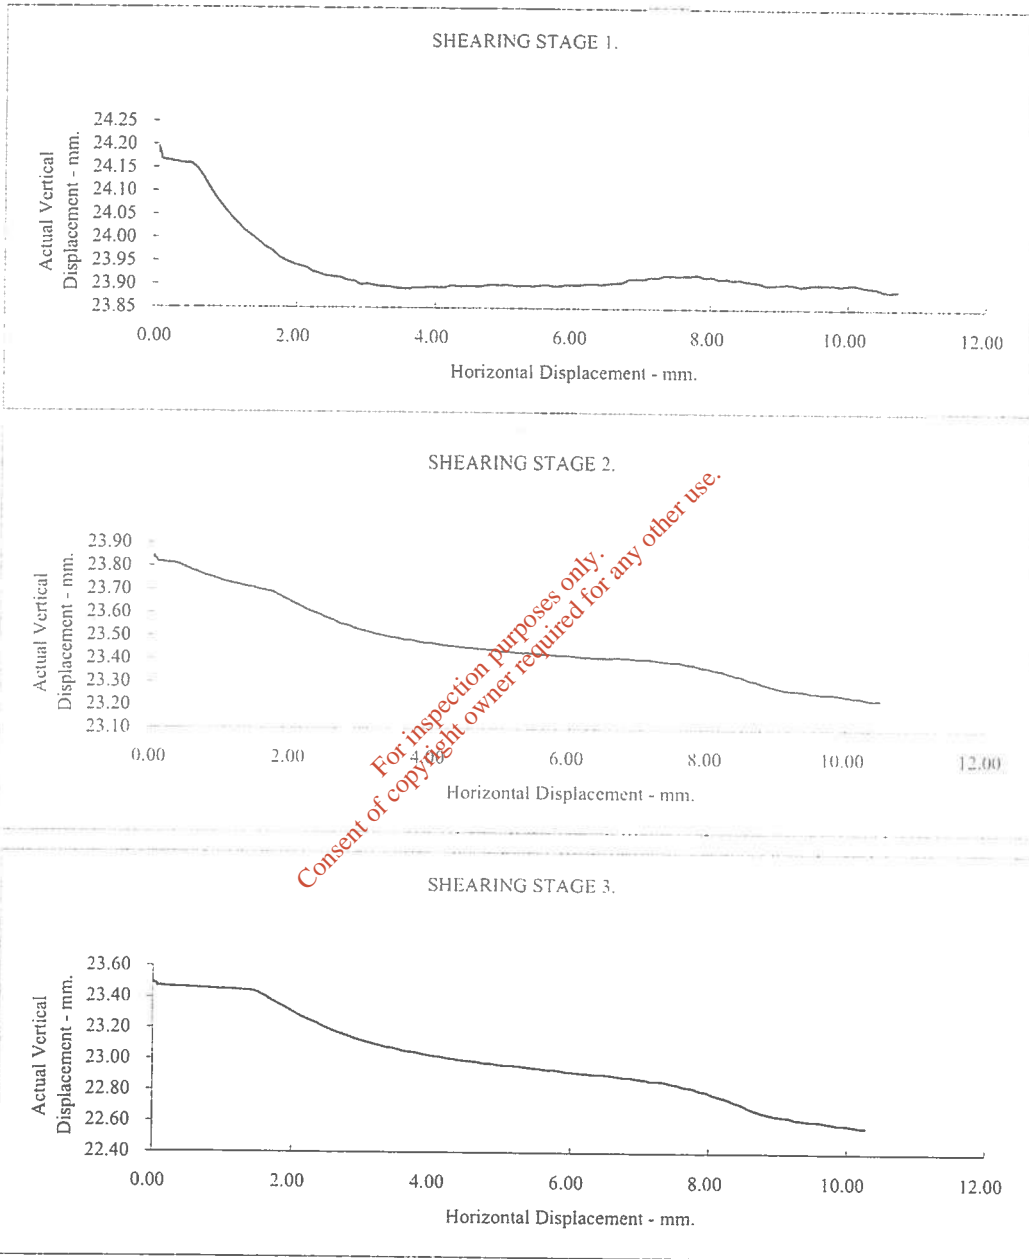 SHEARING STAGE 1.
Actual Vertical
Displacement - mm.
24.25
24.20
24.15
24.10
24.05
24.00
23.95
23.90
23.85
0.00 2.00 4.00 6.00 8.00 10.00 12.00
Horizontal Displacement - mm.
SHEARING STAGE 2.
Actual Vertical
Displacement - mm.
23.90
23.80
23.70
23.60
23.50
23.40
23.30
23.20
23.10
0.00 2.00 4.00 6.00 8.00 10.00 12.00
Horizontal Displacement - mm.
For inspection purposes only.
Consent of copyright owner required for any other use.
SHEARING STAGE 3.
Actual Vertical
Displacement - mm.
23.60
23.40
23.20
23.00
22.80
22.60
22.40
0.00 2.00 4.00 6.00 8.00 10.00 12.00
Horizontal Displacement - mm.